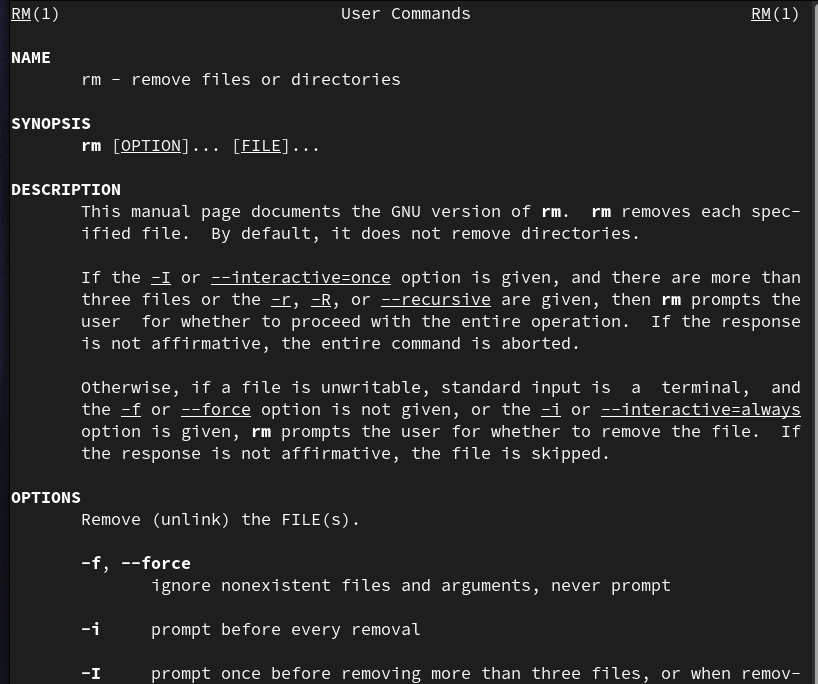 RM(1) User Commands RM(1)
NAME
rm - remove files or directories
SYNOPSIS
rm [OPTION]... [FILE]...
DESCRIPTION
This manual page documents the GNU version of rm.  rm removes each spec-
ified file.  By default, it does not remove directories.
If the -I or --interactive=once option is given, and there are more than
three files or the -r, -R, or --recursive are given, then rm prompts the
user  for whether to proceed with the entire operation.  If the response
is not affirmative, the entire command is aborted.
Otherwise, if a file is unwritable, standard input is  a  terminal,  and
the -f or --force option is not given, or the -i or --interactive=always
option is given, rm prompts the user for whether to remove the file.  If
the response is not affirmative, the file is skipped.
OPTIONS
Remove (unlink) the FILE(s).
-f, --force
ignore nonexistent files and arguments, never prompt
-i prompt before every removal
-I prompt once before removing more than three files, or when remov-